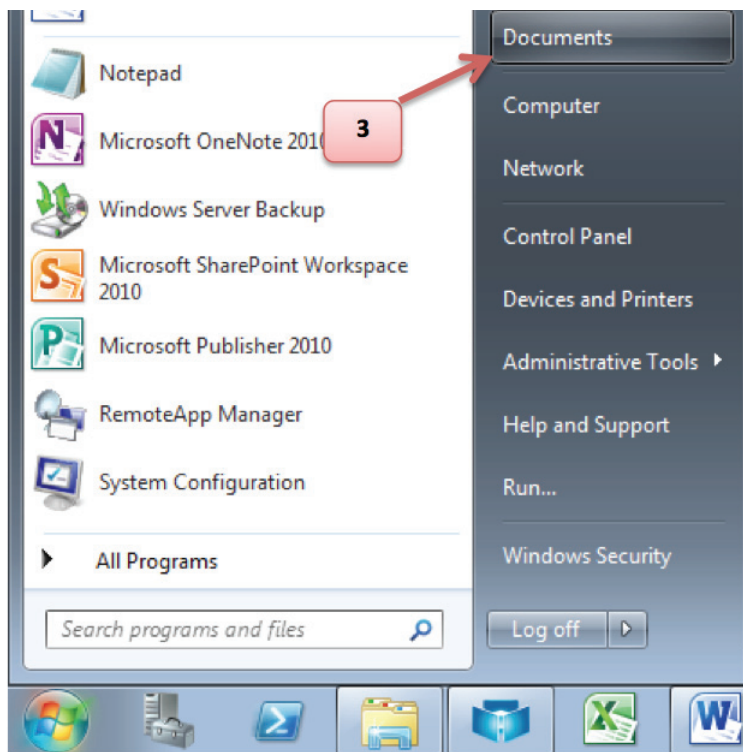 Notepad
Microsoft OneNote 2010
Windows Server Backup
Microsoft SharePoint Workspace
2010
Microsoft Publisher 2010
RemoteApp Manager
System Configuration
All Programs
Search programs and files
3
Documents
Computer
Network
Control Panel
Devices and Printers
Administrative Tools
Help and Support
Run...
Windows Security
Log off